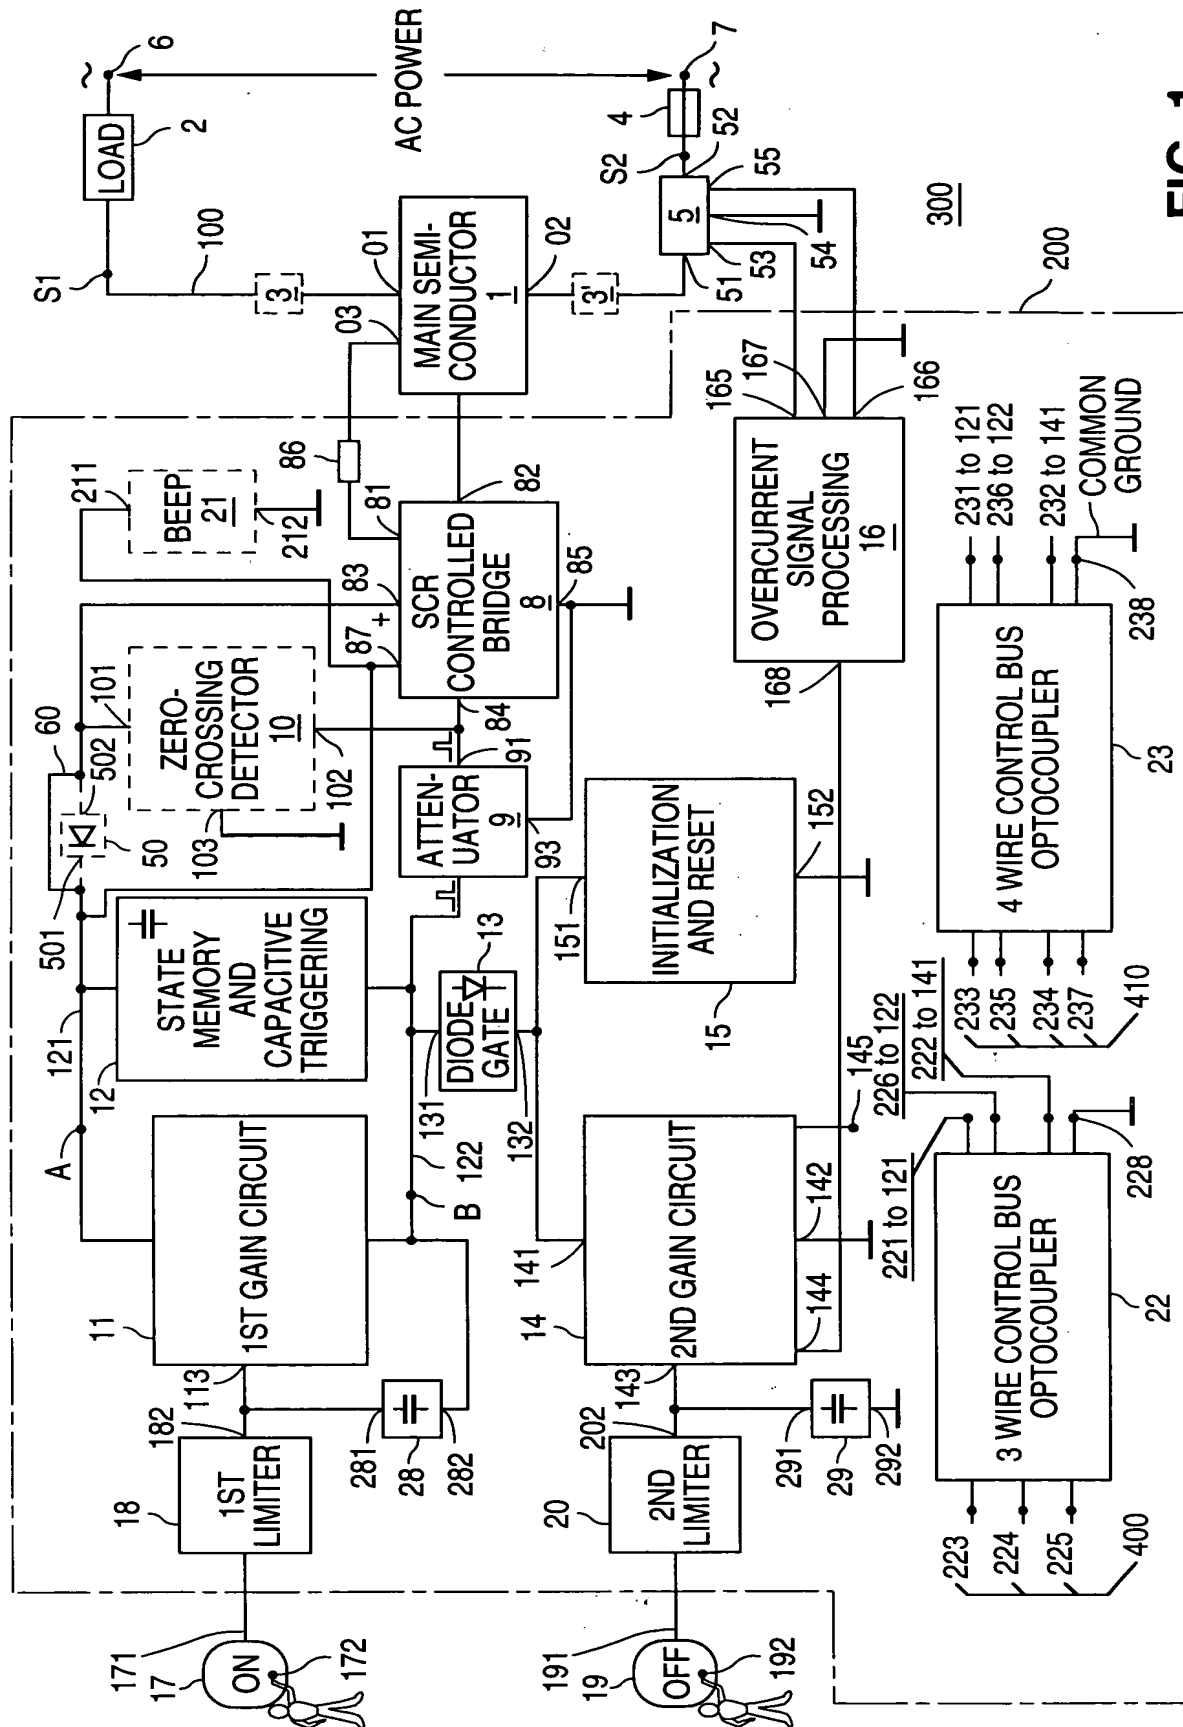 6
~
LOAD
2
S1
100
3
AC POWER
01
03
MAIN SEMI-
CONDUCTOR
1
02
3'
7
~
4
S2
52
5
55
51
53
54
300
200
211
BEEP
21
212
86
81
82
83
+
87
SCR
CONTROLLED
BRIDGE
8
85
84
60
502
101
ZERO-
CROSSING
DETECTOR
10
102
103
50
501
91
ATTEN-
UATOR
9
93
165
167
166
OVERCURRENT
SIGNAL
PROCESSING
16
168
121
12
STATE
MEMORY
AND
CAPACITIVE
TRIGGERING
13
DIODE
GATE
131
132
151
INITIALIZATION
AND RESET
152
15
A
B
122
11
1ST GAIN CIRCUIT
113
182
281
28
282
18
1ST
LIMITER
171
17
ON
172
141
14
2ND GAIN CIRCUIT
142
144
145
143
202
291
29
292
20
2ND
LIMITER
191
19
OFF
192
221 to 121
226 to 122
222 to 141
228
3 WIRE CONTROL BUS
OPTOCOUPLER
22
223
224
225
400
231 to 121
236 to 122
232 to 141
COMMON
GROUND
238
4 WIRE CONTROL BUS
OPTOCOUPLER
23
233
235
234
237
410